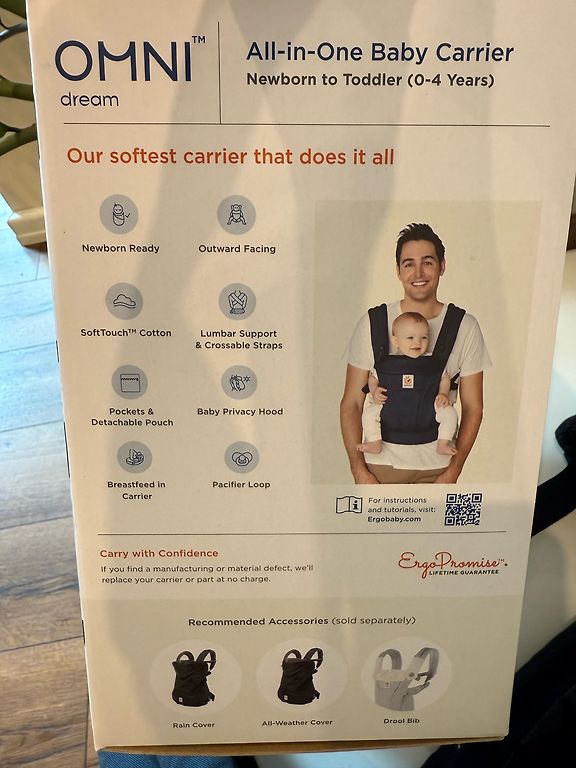 OMNI™
dream
All-in-One Baby Carrier
Newborn to Toddler (0-4 Years)
Our softest carrier that does it all
Newborn Ready
Outward Facing
SoftTouch™ Cotton
Lumbar Support
& Crossable Straps
Pockets &
Detachable Pouch
Baby Privacy Hood
Breastfeed in
Carrier
Pacifier Loop
For instructions
and tutorials, visit:
Ergobaby.com
Carry with Confidence
If you find a manufacturing or material defect, we'll
replace your carrier or part at no charge.
ErgoPromise™
LIFETIME GUARANTEE
Recommended Accessories (sold separately)
Rain Cover
All-Weather Cover
Drool Bib